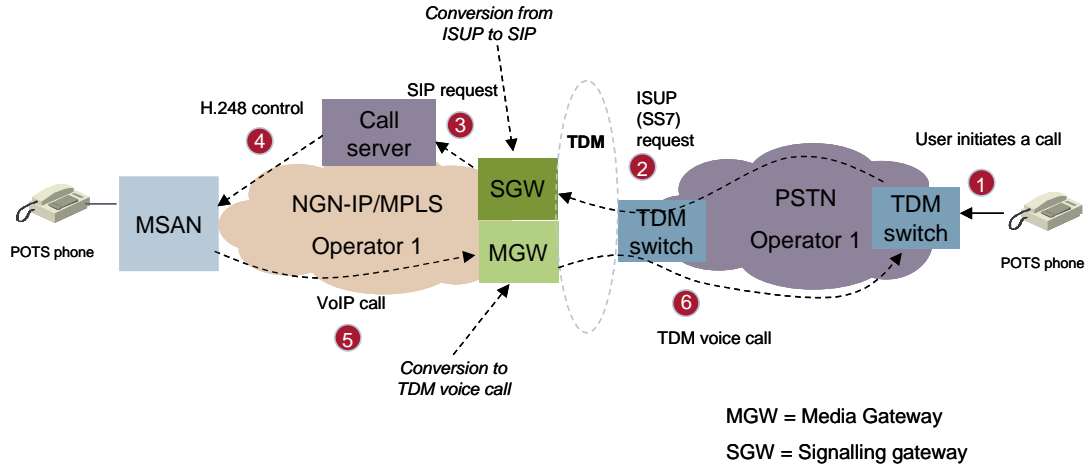 Conversion from
ISUP to SIP
H.248 control
4
SIP request
3
Call
server
TDM
ISUP
(SS7)
request
2
User initiates a call
1
POTS phone
MSAN
NGN-IP/MPLS
Operator 1
SGW
MGW
TDM
switch
PSTN
Operator 1
TDM
switch
POTS phone
VoIP call
5
6
TDM voice call
Conversion to
TDM voice call
MGW = Media Gateway
SGW = Signalling gateway